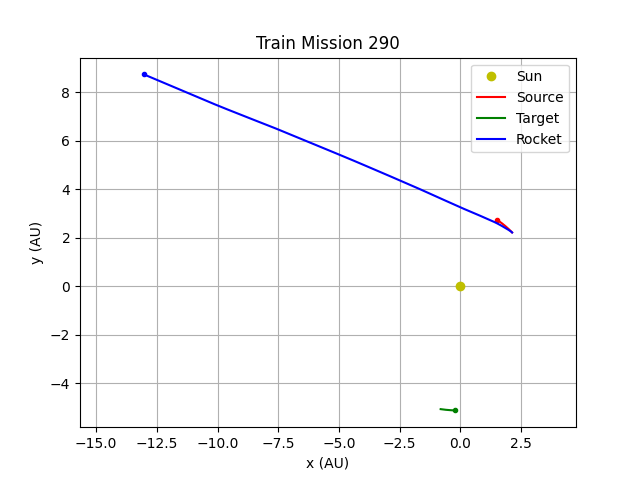 Train Mission 290
Sun
Source
Target
Rocket
8
6
4
2
0
−2
−4
y (AU)
−15.0 −12.5 −10.0 −7.5 −5.0 −2.5 0.0 2.5
x (AU)